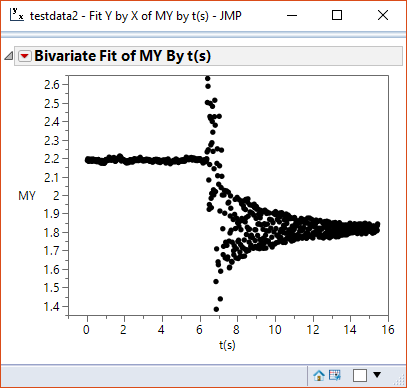 testdata2 - Fit Y by X of MY by t(s) - JMP
Bivariate Fit of MY By t(s)
2.6
2.5
2.4
2.3
2.2
2.1
2
1.9
1.8
1.7
1.6
1.5
1.4
MY
0 2 4 6 8 10 12 14 16
t(s)